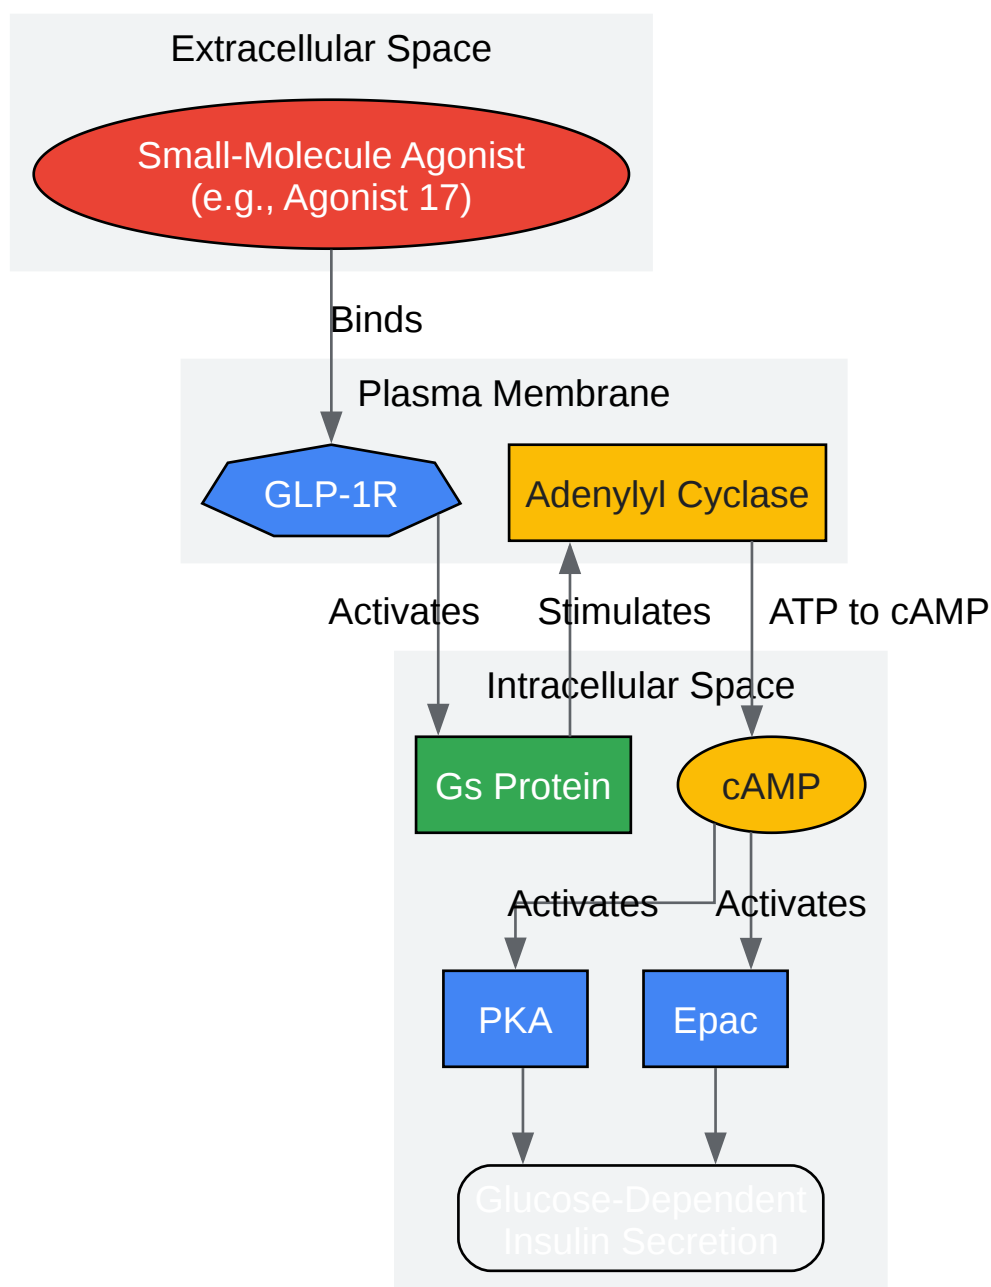 Extracellular Space
Small-Molecule Agonist
(e.g., Agonist 17)
Binds
Plasma Membrane
GLP-1R
Adenylyl Cyclase
Activates
Stimulates
ATP to cAMP
Intracellular Space
Gs Protein
cAMP
Activates
Activates
PKA
Epac
Glucose-Dependent
Insulin Secretion